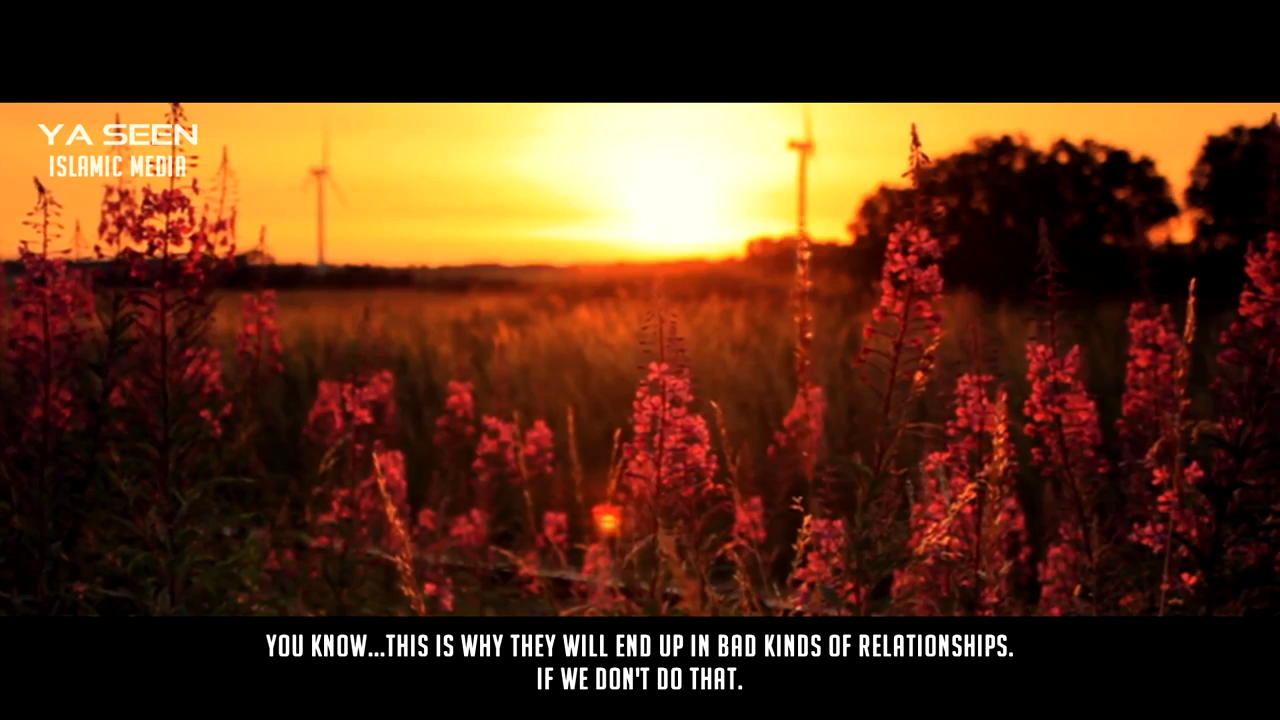 YA SEEN
ISLAMIC MEDIA
YOU KNOW...THIS IS WHY THEY WILL END UP IN BAD KINDS OF RELATIONSHIPS.
IF WE DON'T DO THAT.